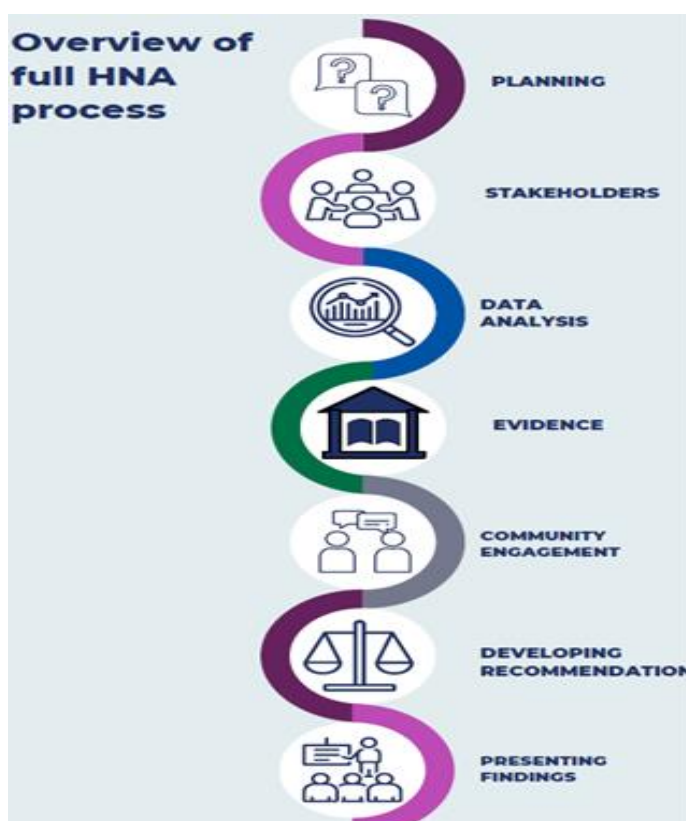 Overview of
full HNA
process
PLANNING
STAKEHOLDERS
DATA
ANALYSIS
EVIDENCE
COMMUNITY
ENGAGEMENT
DEVELOPING
RECOMMENDATION
PRESENTING
FINDINGS